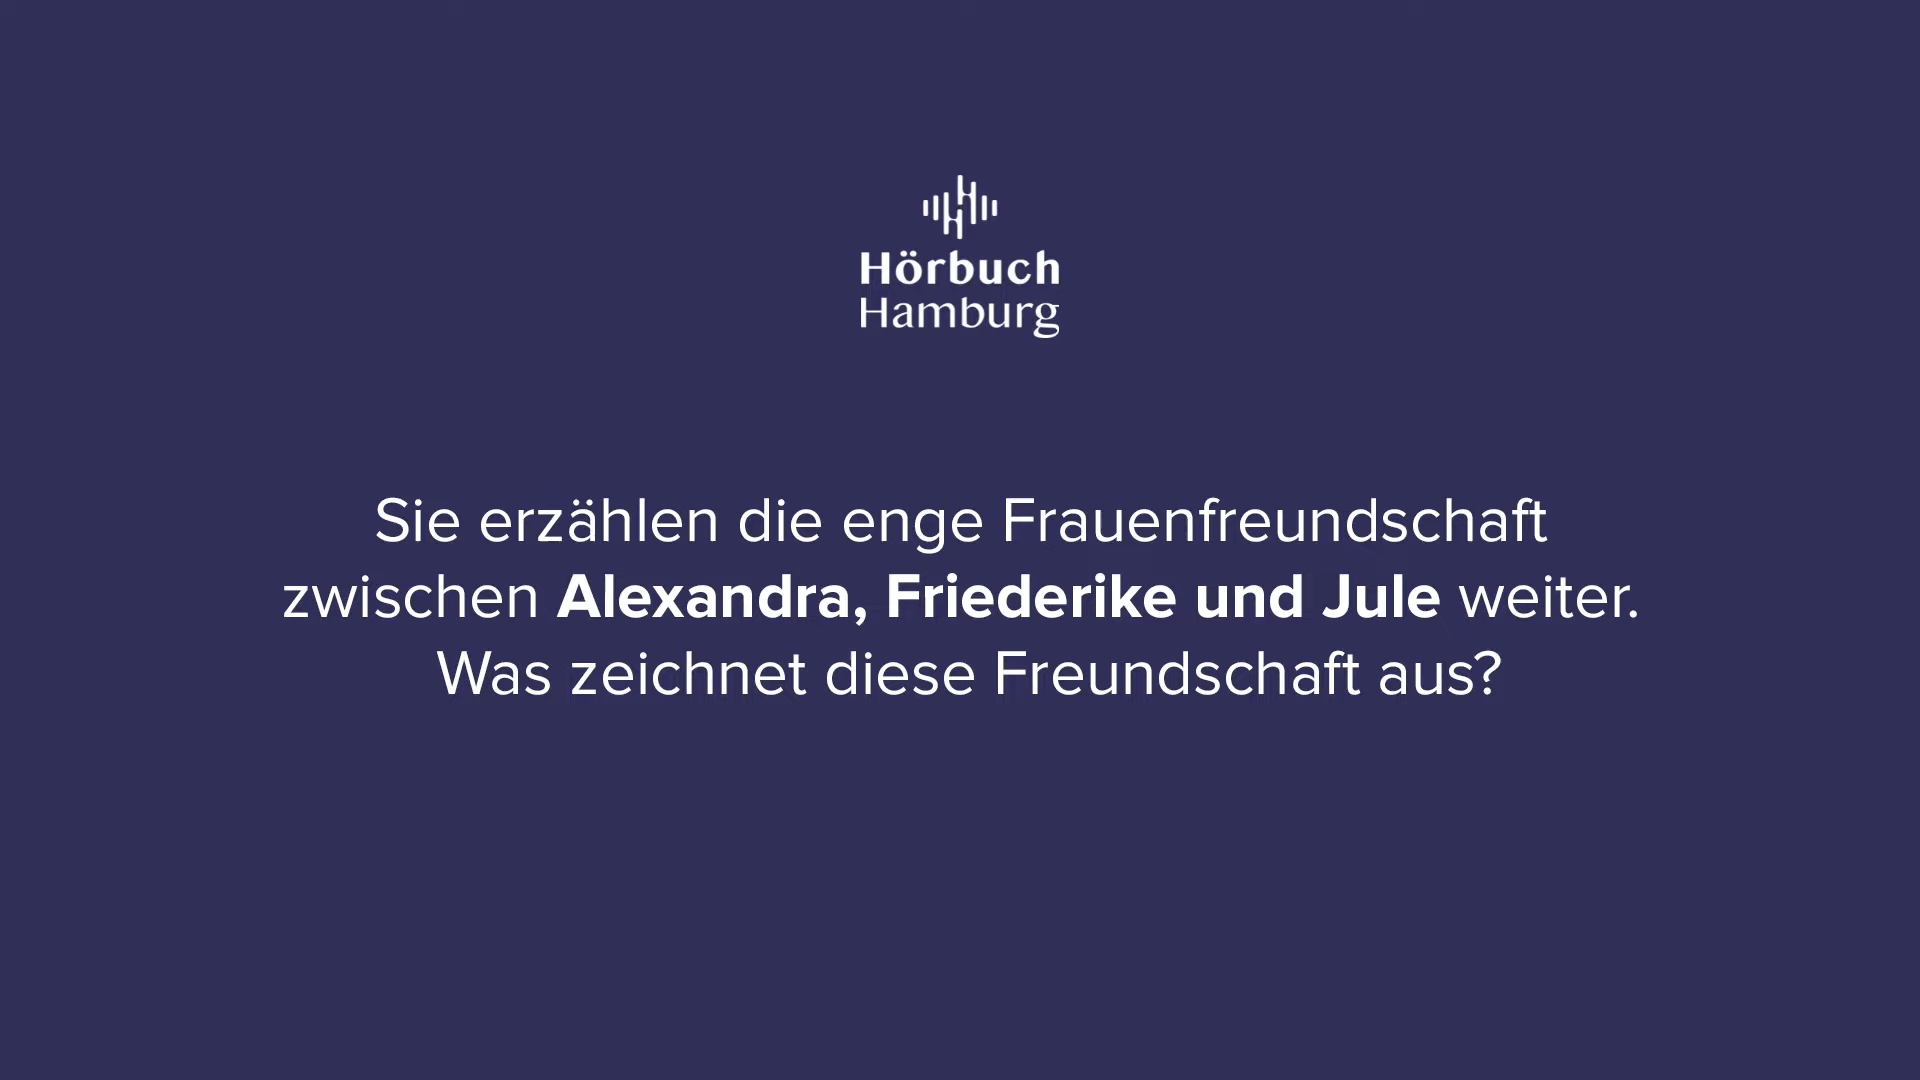 Hörbuch
Hamburg
Sie erzählen die enge Frauenfreundschaft
zwischen Alexandra, Friederike und Jule weiter.
Was zeichnet diese Freundschaft aus?